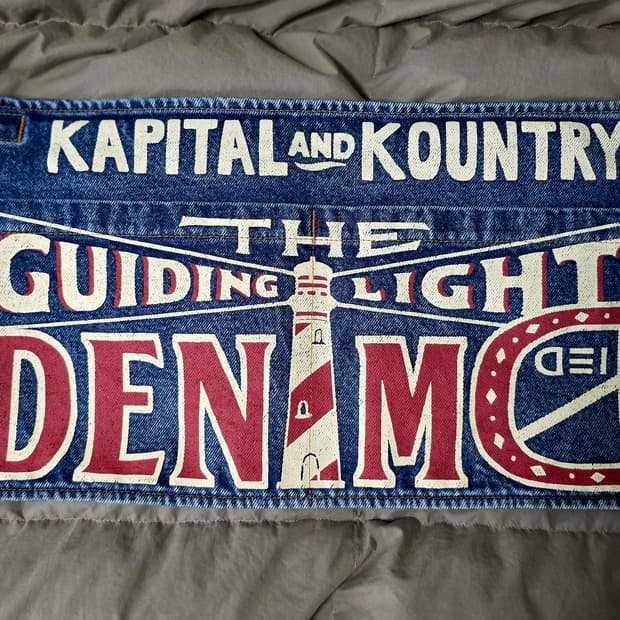 KAPITAL AND KOUNTRY
THE
GUIDING LIGHT
DENIM